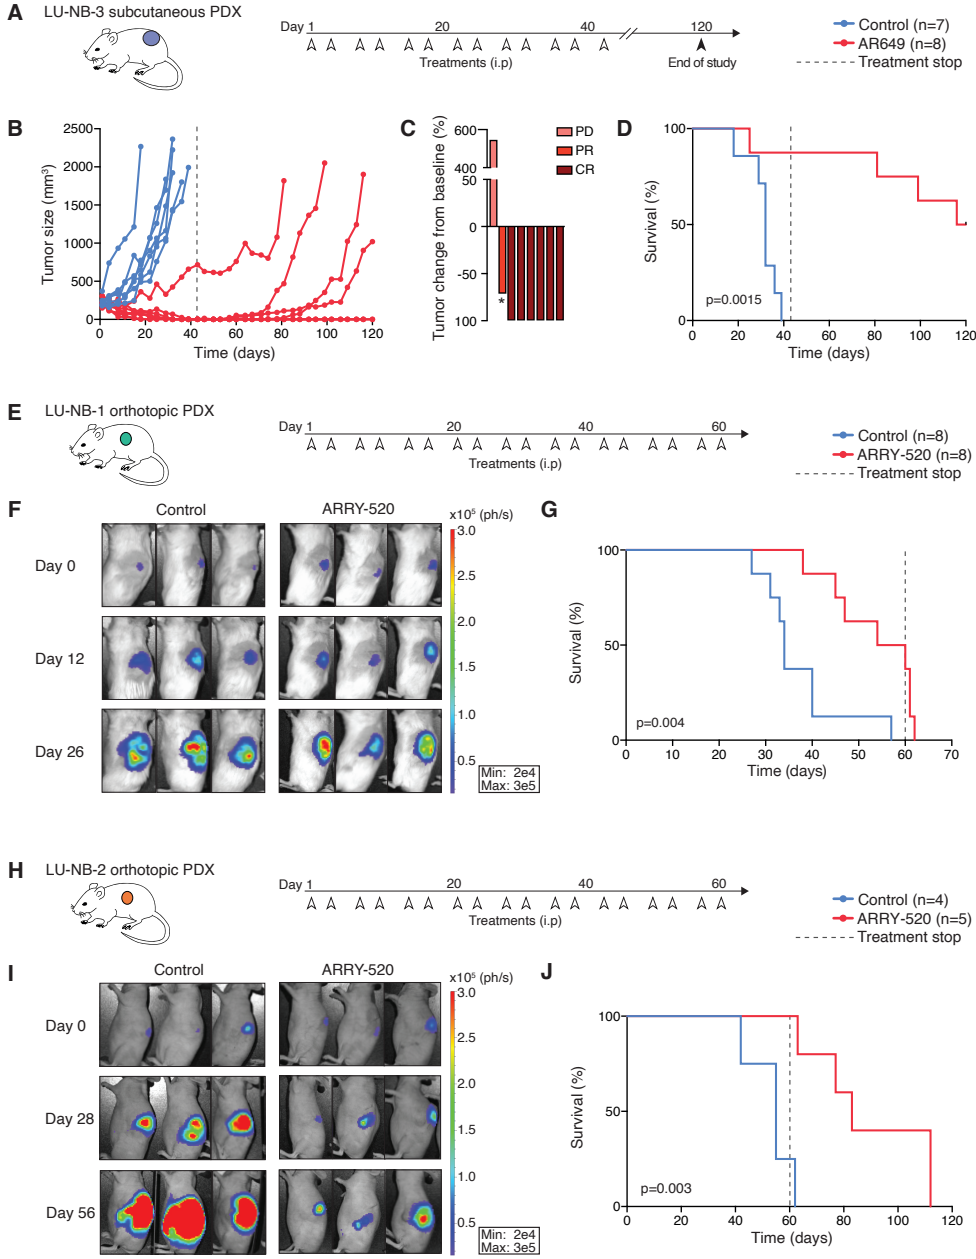 A LU-NB-3 subcutaneous PDX
Day 1 20 40 120
Treatments (i.p) End of study
Control (n=7)
AR649 (n=8)
Treatment stop
B
Tumor size (mm³)
2500
2000
1500
1000
500
0
0 20 40 60 80 100 120
Time (days)
C
Tumor change from baseline (%)
600
400
50
0
-50
100
*
PD
PR
CR
D
Survival (%)
100
50
0
p=0.0015
0 20 40 60 80 100 120
Time (days)
E LU-NB-1 orthotopic PDX
Day 1 20 40 60
Treatments (i.p)
Control (n=8)
ARRY-520 (n=8)
Treatment stop
F
Control ARRY-520
Day 0
Day 12
Day 26
x10⁵ (ph/s)
3.0
2.5
2.0
1.5
1.0
0.5
Min: 2e4
Max: 3e5
G
Survival (%)
100
50
0
p=0.004
0 10 20 30 40 50 60 70
Time (days)
H LU-NB-2 orthotopic PDX
Day 1 20 40 60
Treatments (i.p)
Control (n=4)
ARRY-520 (n=5)
Treatment stop
I
Control ARRY-520
Day 0
Day 28
Day 56
x10⁵ (ph/s)
3.0
2.5
2.0
1.5
1.0
0.5
Min: 2e4
Max: 3e5
J
Survival (%)
100
50
0
p=0.003
0 20 40 60 80 100 120
Time (days)